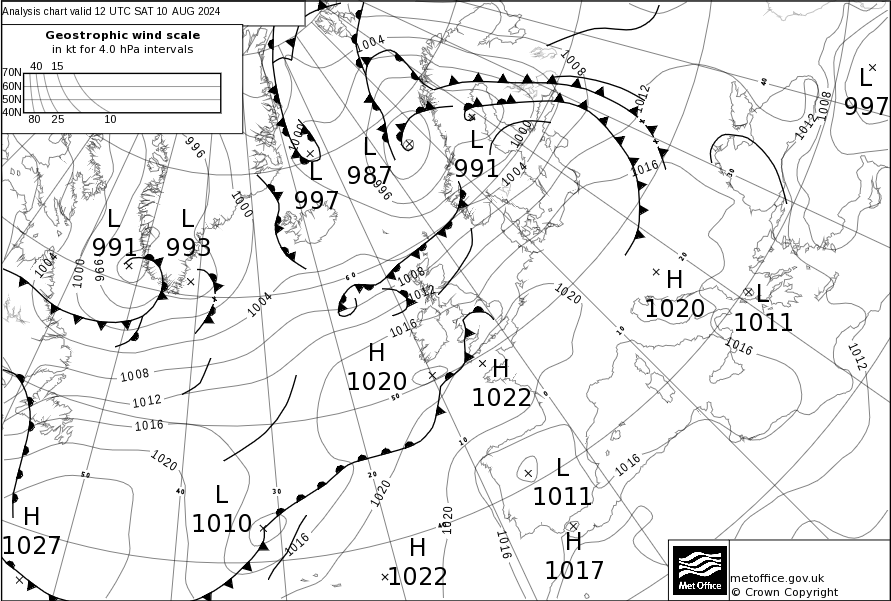 Analysis chart valid 12 UTC SAT 10 AUG 2024
Geostrophic wind scale
in kt for 4.0 hPa intervals
40 15
70N
60N
50N
40N
80 25 10
1004
1008
1012
1008
1012
L
997
996
1000
L
997
L
987
996
L
991
1000
1004
1016
L
991
L
993
1000
1004
1000
996
1004
60
1008
1012
1016
1020
H
1020
L
1011
1016
1012
40
30
20
10
0
10
20
30
40
50
50
H
1020
H
1022
1008
1012
1016
1020
L
1010
1016
1020
1020
1016
L
1011
1016
H
1017
H
1022
H
1027
Met Office
metoffice.gov.uk
© Crown Copyright